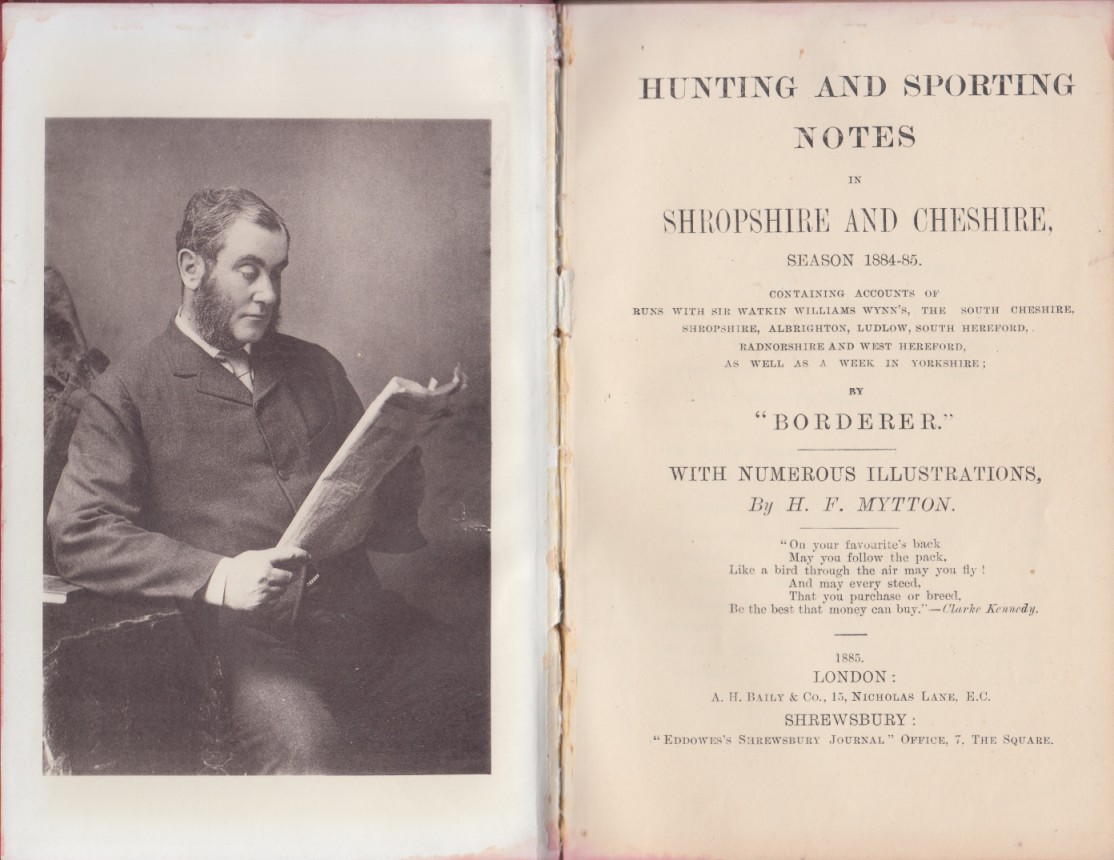 HUNTING AND SPORTING
NOTES
IN
SHROPSHIRE AND CHESHIRE,
SEASON 1884-85.
CONTAINING ACCOUNTS OF
RUNS WITH SIR WATKIN WILLIAMS WYNN'S, THE SOUTH CHESHIRE,
SHROPSHIRE, ALBRIGHTON, LUDLOW, SOUTH HEREFORD,
RADNORSHIRE AND WEST HEREFORD,
AS WELL AS A WEEK IN YORKSHIRE;
BY
"BORDERER."
WITH NUMEROUS ILLUSTRATIONS,
By H. F. MYTTON.
"On your favourite's back
May you follow the pack,
Like a bird through the air may you fly!
And may every steed,
That you purchase or breed,
Be the best that money can buy."—Clarke Kennedy.
1885.
LONDON:
A. H. BAILY & Co., 15, NICHOLAS LANE, E.C.
SHREWSBURY:
"EDDOWES'S SHREWSBURY JOURNAL" OFFICE, 7, THE SQUARE.